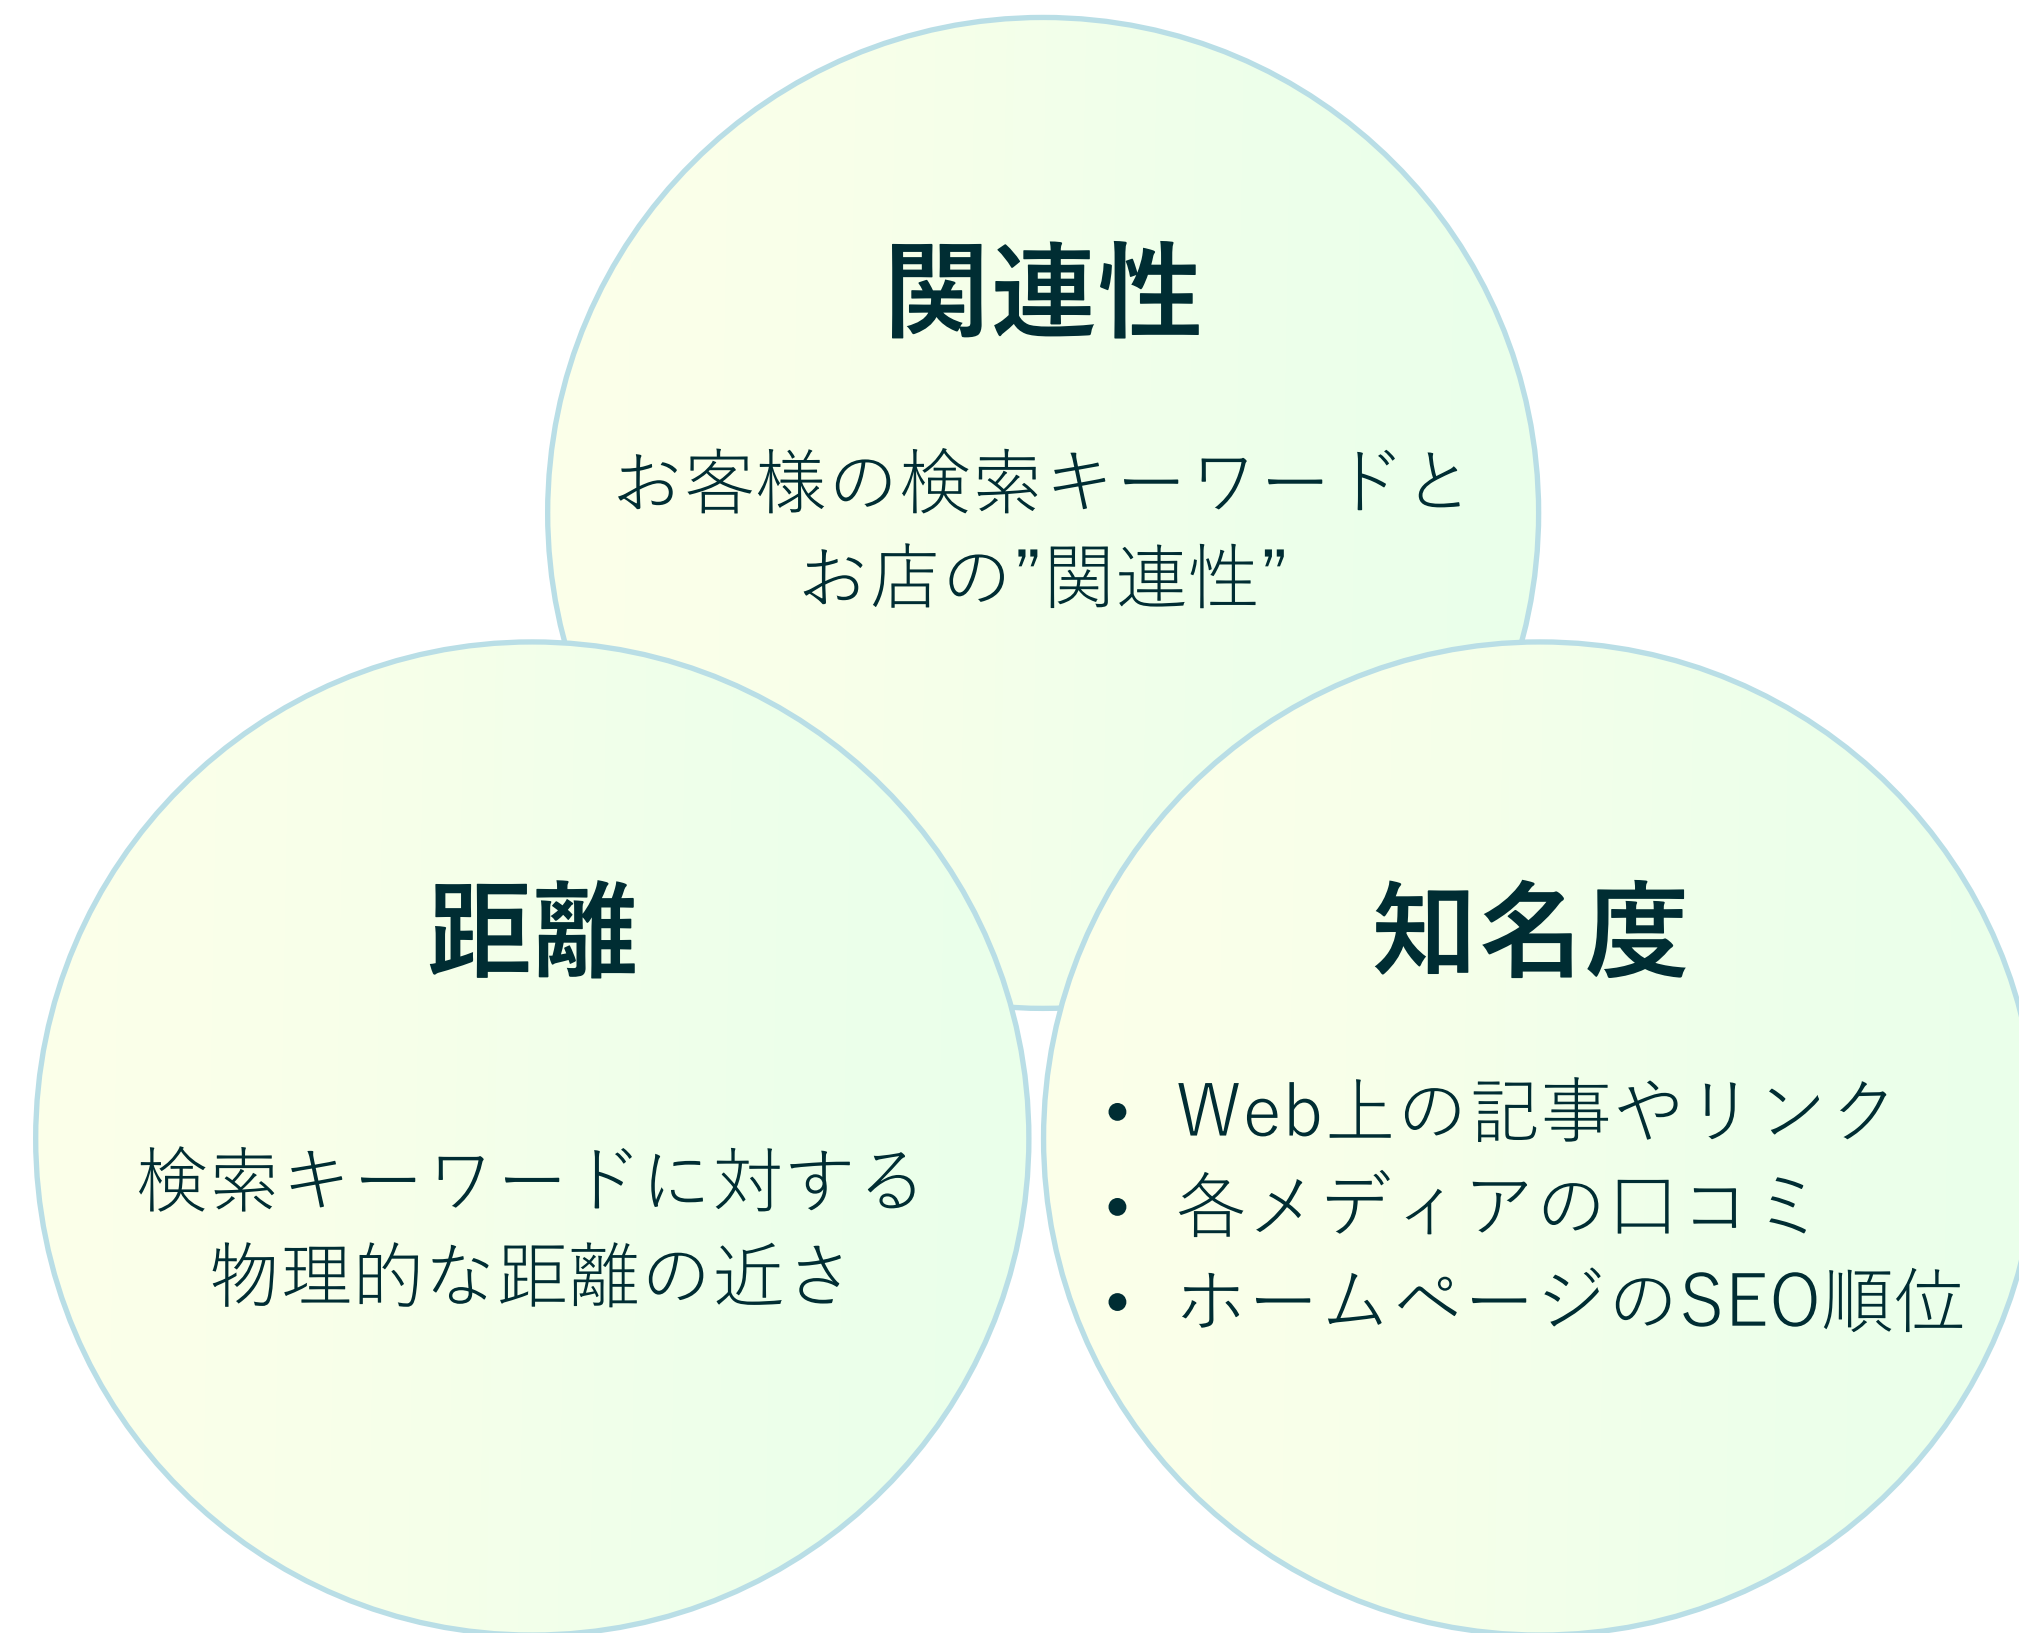 関連性
お客様の検索キーワードと
お店の”関連性”
距離
検索キーワードに対する
物理的な距離の近さ
知名度
• Web上の記事やリンク
• 各メディアの口コミ
• ホームページのSEO順位